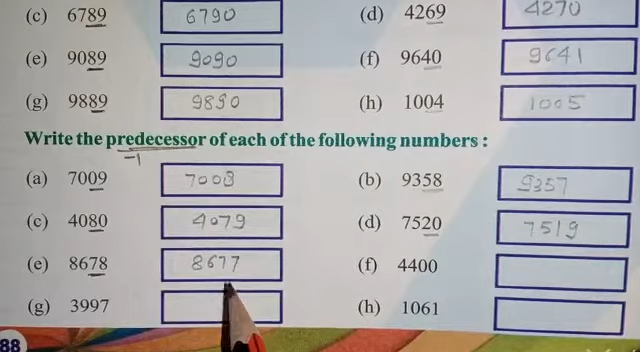 (c) 6789 6790 (d) 4269 4270
(e) 9089 9090 (f) 9640 9641
(g) 9889 9890 (h) 1004 1005
Write the predecessor of each of the following numbers :
-1
(a) 7009 7008 (b) 9358 9357
(c) 4080 4079 (d) 7520 7519
(e) 8678 8677 (f) 4400
(g) 3997 (h) 1061
88